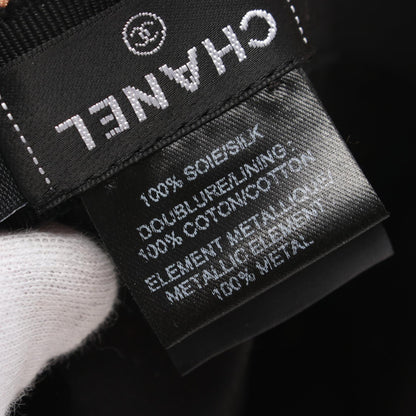 CHANEL
100% SOIE/SILK
DOUBLURE/LINING :
100% COTON/COTTON
ELEMENT METALLIQUE/
METALLIC ELEMENT
100% METAL